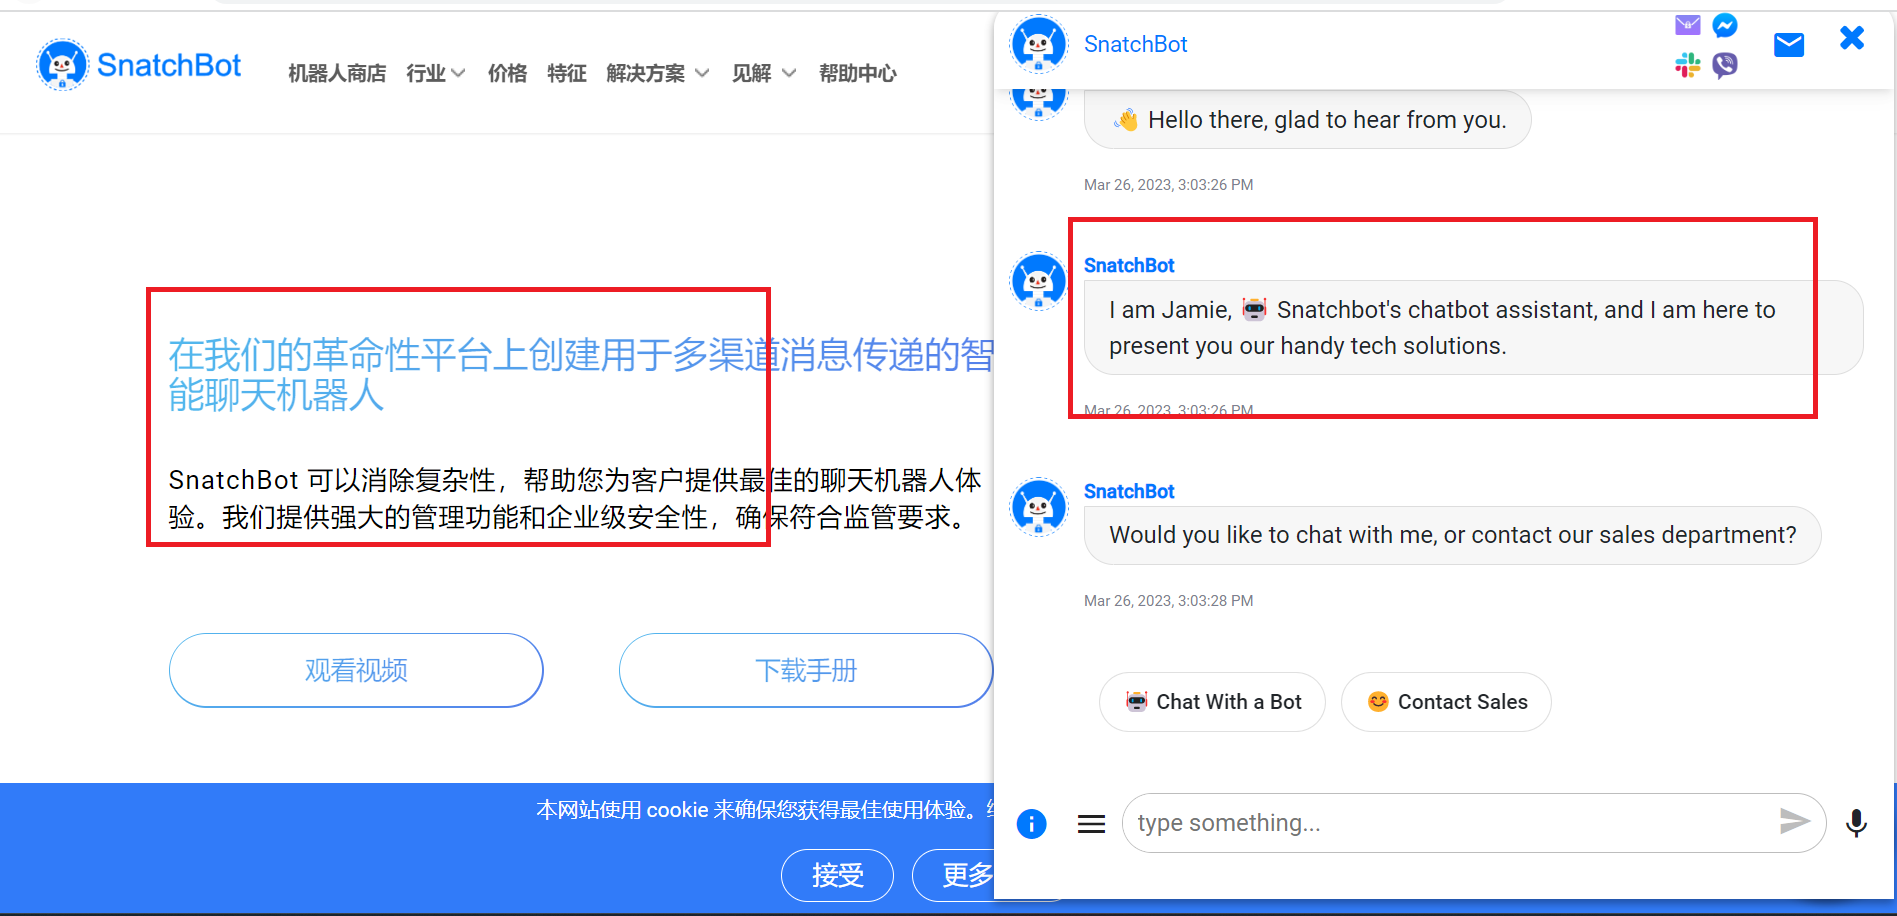 SnatchBot
机器人商店 行业 价格 特征 解决方案 见解 帮助中心
在我们的革命性平台上创建用于多渠道消息传递的智
能聊天机器人
SnatchBot 可以消除复杂性，帮助您为客户提供最佳的聊天机器人体
验。我们提供强大的管理功能和企业级安全性，确保符合监管要求。
观看视频
下载手册
本网站使用 cookie 来确保您获得最佳使用体验。
接受
更多
SnatchBot
Hello there, glad to hear from you.
Mar 26, 2023, 3:03:26 PM
SnatchBot
I am Jamie, Snatchbot's chatbot assistant, and I am here to
present you our handy tech solutions.
Mar 26, 2023, 3:03:26 PM
SnatchBot
Would you like to chat with me, or contact our sales department?
Mar 26, 2023, 3:03:28 PM
Chat With a Bot
Contact Sales
type something...